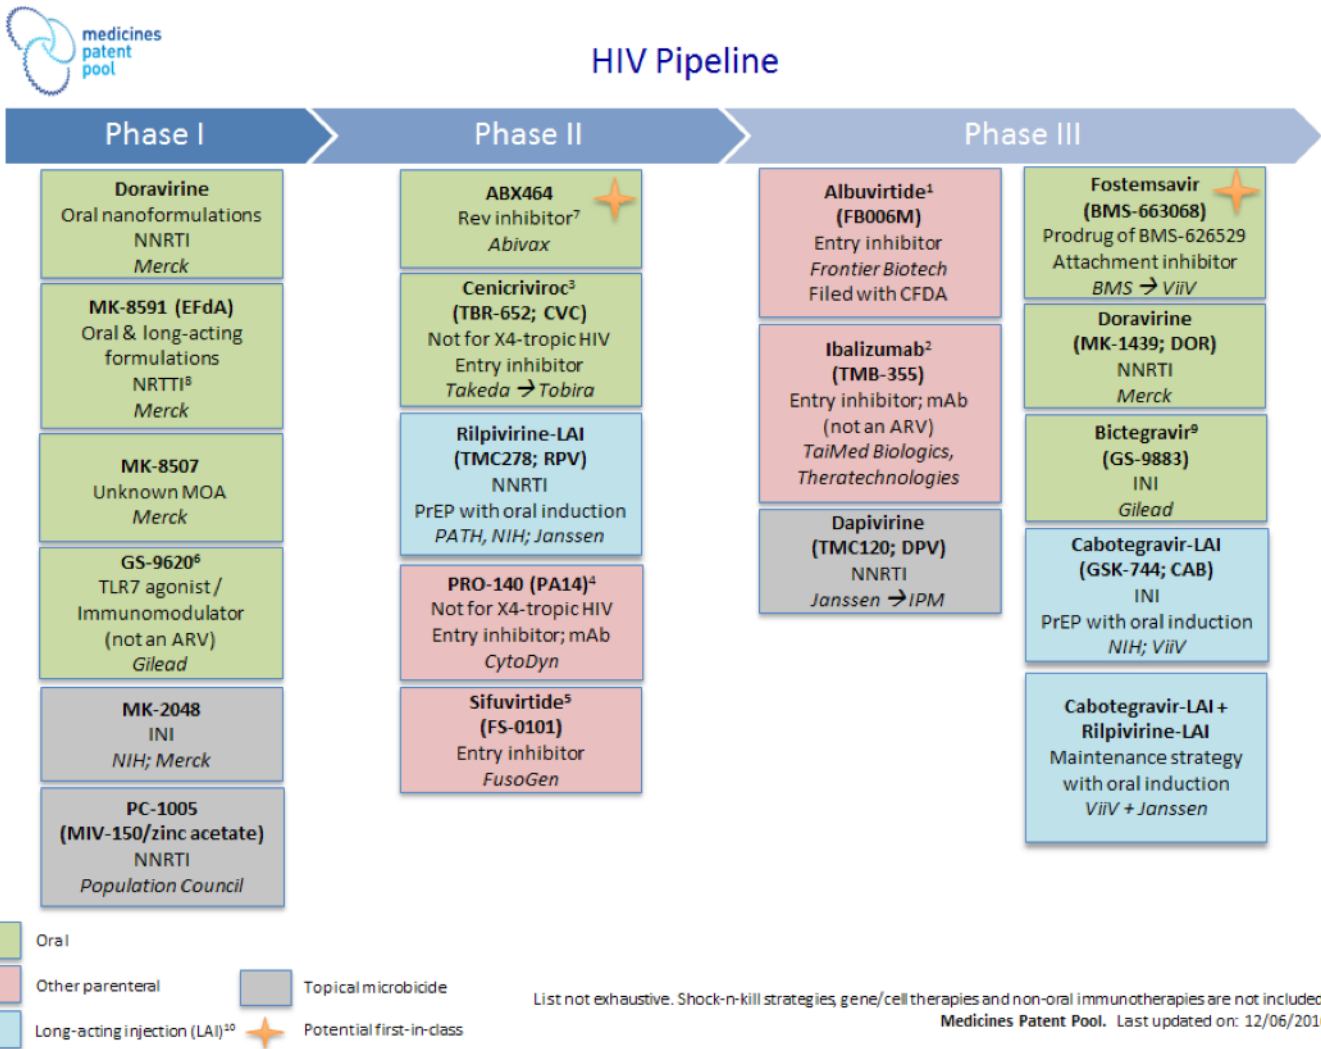 medicines
patent
pool
HIV Pipeline
Phase I
Phase II
Phase III
Doravirine
Oral nanoformulations
NNRTI
Merck
MK-8591 (EFdA)
Oral & long-acting
formulations
NRTTI⁸
Merck
MK-8507
Unknown MOA
Merck
GS-9620⁶
TLR7 agonist /
Immunomodulator
(not an ARV)
Gilead
MK-2048
INI
NIH; Merck
PC-1005
(MIV-150/zinc acetate)
NNRTI
Population Council
ABX464
Rev inhibitor⁷
Abivax
Cenicriviroc³
(TBR-652; CVC)
Not for X4-tropic HIV
Entry inhibitor
Takeda → Tobira
Rilpivirine-LAI
(TMC278; RPV)
NNRTI
PrEP with oral induction
PATH, NIH; Janssen
PRO-140 (PA14)⁴
Not for X4-tropic HIV
Entry inhibitor; mAb
CytoDyn
Sifuvirtide⁵
(FS-0101)
Entry inhibitor
FusoGen
Albuvirtide¹
(FB006M)
Entry inhibitor
Frontier Biotech
Filed with CFDA
Ibalizumab²
(TMB-355)
Entry inhibitor; mAb
(not an ARV)
TaiMed Biologics,
Theratechnologies
Dapivirine
(TMC120; DPV)
NNRTI
Janssen → IPM
Fostemsavir
(BMS-663068)
Prodrug of BMS-626529
Attachment inhibitor
BMS → ViiV
Doravirine
(MK-1439; DOR)
NNRTI
Merck
Bictegravir⁹
(GS-9883)
INI
Gilead
Cabotegravir-LAI
(GSK-744; CAB)
INI
PrEP with oral induction
NIH; ViiV
Cabotegravir-LAI +
Rilpivirine-LAI
Maintenance strategy
with oral induction
ViiV + Janssen
Oral
Other parenteral
Long-acting injection (LAI)¹⁰
Topical microbicide
Potential first-in-class
List not exhaustive. Shock-n-kill strategies, gene/cell therapies and non-oral immunotherapies are not included
Medicines Patent Pool. Last updated on: 12/06/201